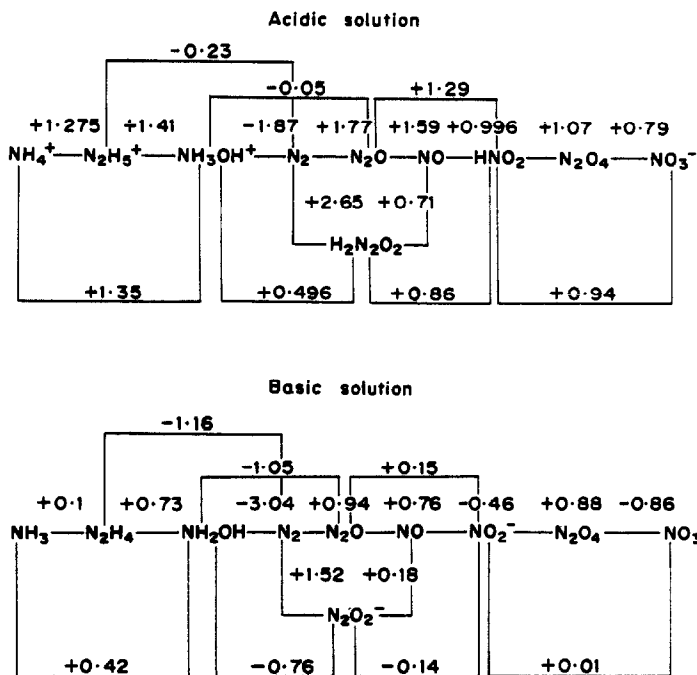 Acidic solution
-0·23
-0·05 +1·29
+1·275 +1·41 -1·87 +1·77 +1·59 +0·996 +1·07 +0·79
NH₄⁺ N₂H₅⁺ NH₃OH⁺ N₂ N₂O NO HNO₂ N₂O₄ NO₃⁻
+2·65 +0·71
H₂N₂O₂
+1·35 +0·496 +0·86 +0·94
Basic solution
-1·16
-1·05 +0·15
+0·1 +0·73 -3·04 +0·94 +0·76 -0·46 +0·88 -0·86
NH₃ N₂H₄ NH₂OH N₂ N₂O NO NO₂⁻ N₂O₄ NO₃
+1·52 +0·18
N₂O₂⁻
+0·42 -0·76 -0·14 +0·01